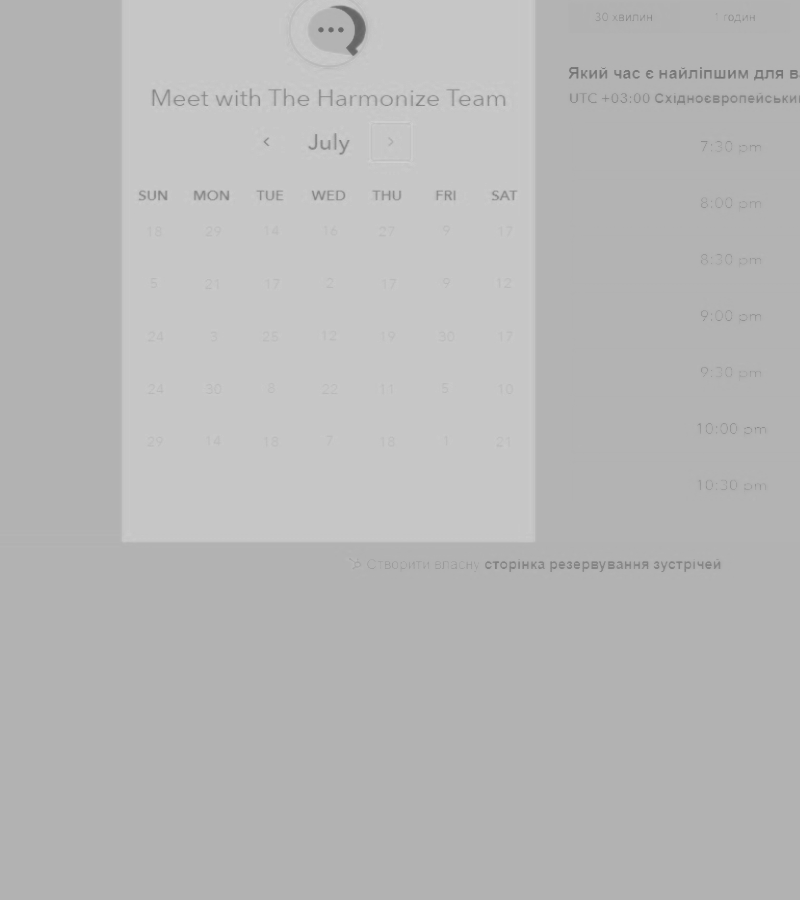 Meet with The Harmonize Team
July
SUN MON TUE WED THU FRI SAT
18 29 14 16 27 9 17
5 21 17 2 17 9 12
24 3 25 12 19 30 17
24 30 8 22 11 5 10
29 14 18 7 18 1 21
30 хвилин 1 годин
Який час є найліпшим для
UTC +03:00
7:30 pm
8:00 pm
8:30 pm
9:00 pm
9:30 pm
10:00 pm
10:30 pm
Створити власну сторінка резервування зустрічей